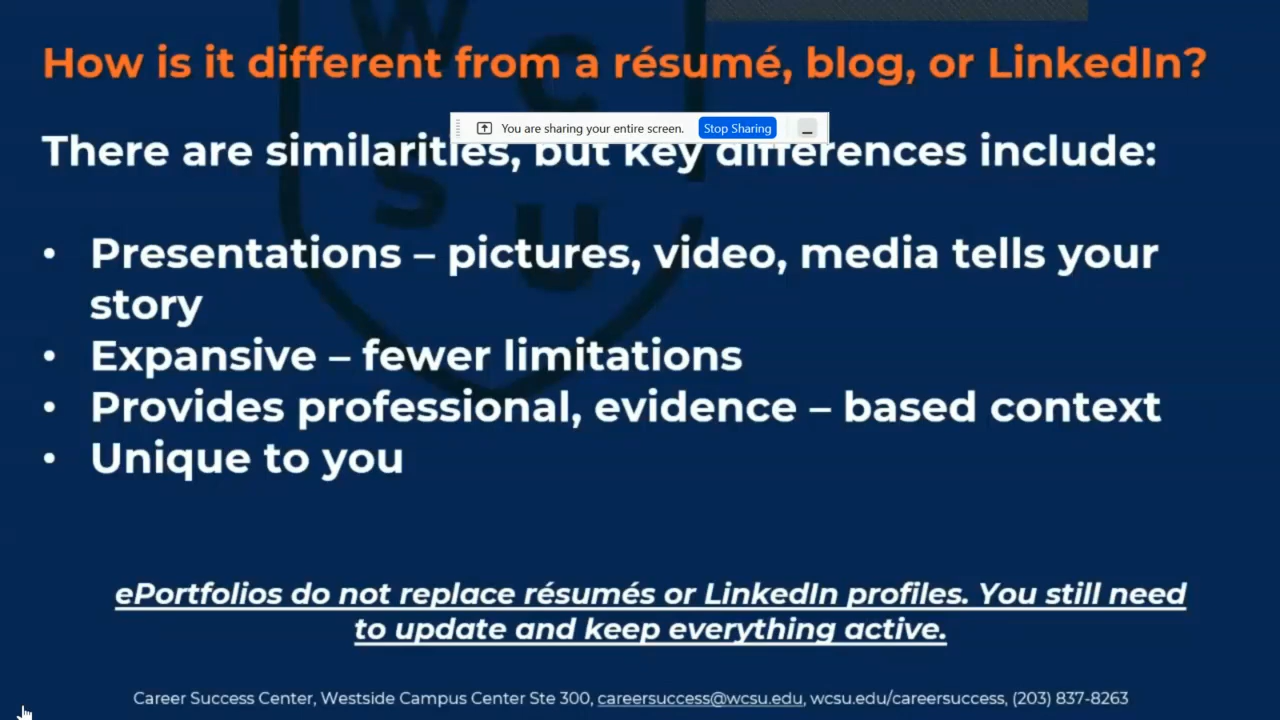 W
C
S
U
How is it different from a résumé, blog, or LinkedIn?
You are sharing your entire screen. Stop Sharing
There are similarities, but key differences include:
• Presentations – pictures, video, media tells your
story
• Expansive – fewer limitations
• Provides professional, evidence – based context
• Unique to you
ePortfolios do not replace résumés or LinkedIn profiles. You still need
to update and keep everything active.
Career Success Center, Westside Campus Center Ste 300, careersuccess@wcsu.edu, wcsu.edu/careersuccess, (203) 837-8263